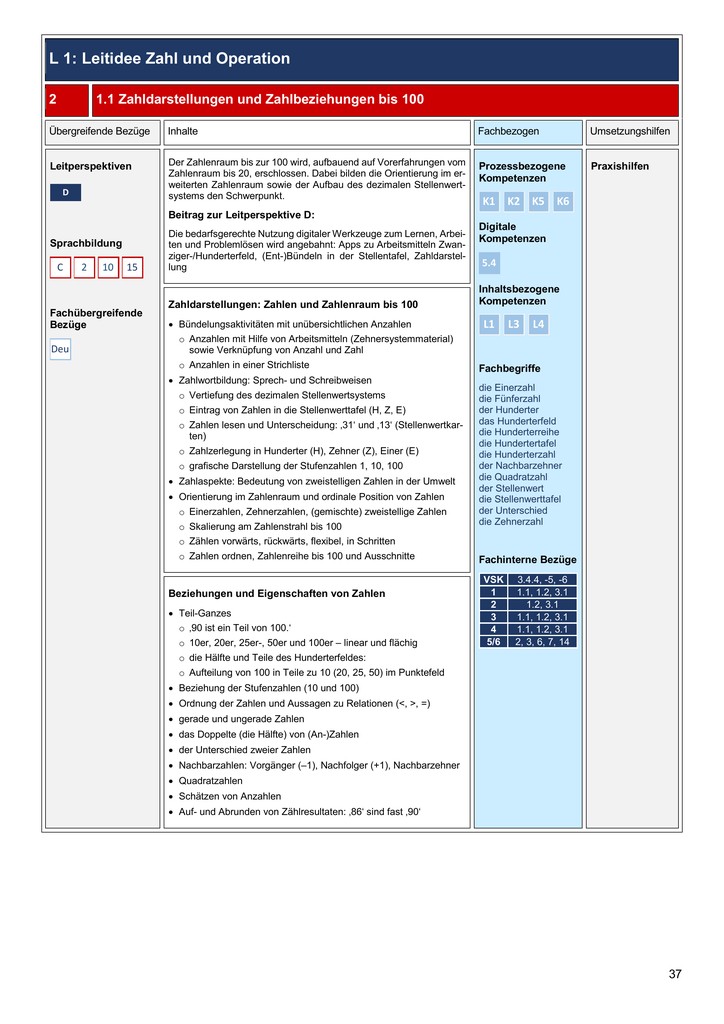 L 1: Leitidee Zahl und Operation
2
1.1 Zahldarstellungen und Zahlbeziehungen bis 100
Übergreifende Bezüge
Inhalte
Fachbezogen
Umsetzungshilfen
Leitperspektiven
D
Sprachbildung
C 2 10 15
Fachübergreifende
Bezüge
Deu
Der Zahlenraum bis zur 100 wird, aufbauend auf Vorerfahrungen vom
Zahlenraum bis 20, erschlossen. Dabei bilden die Orientierung im er-
weiterten Zahlenraum sowie der Aufbau des dezimalen Stellenwert-
systems den Schwerpunkt.
Beitrag zur Leitperspektive D:
Die bedarfsgerechte Nutzung digitaler Werkzeuge zum Lernen, Arbei-
ten und Problemlösen wird angebahnt: Apps zu Arbeitsmitteln Zwan-
ziger-/Hunderterfeld, (Ent-)Bündeln in der Stellentafel, Zahldarstel-
lung
Zahldarstellungen: Zahlen und Zahlenraum bis 100
• Bündelungsaktivitäten mit unübersichtlichen Anzahlen
o Anzahlen mit Hilfe von Arbeitsmitteln (Zehnersystemmaterial)
sowie Verknüpfung von Anzahl und Zahl
o Anzahlen in einer Strichliste
• Zahlwortbildung: Sprech- und Schreibweisen
o Vertiefung des dezimalen Stellenwertsystems
o Eintrag von Zahlen in die Stellenwerttafel (H, Z, E)
o Zahlen lesen und Unterscheidung: ‚31‘ und ‚13‘ (Stellenwertkar-
ten)
o Zahlzerlegung in Hunderter (H), Zehner (Z), Einer (E)
o grafische Darstellung der Stufenzahlen 1, 10, 100
• Zahlaspekte: Bedeutung von zweistelligen Zahlen in der Umwelt
• Orientierung im Zahlenraum und ordinale Position von Zahlen
o Einerzahlen, Zehnerzahlen, (gemischte) zweistellige Zahlen
o Skalierung am Zahlenstrahl bis 100
o Zählen vorwärts, rückwärts, flexibel, in Schritten
o Zahlen ordnen, Zahlenreihe bis 100 und Ausschnitte
Beziehungen und Eigenschaften von Zahlen
• Teil-Ganzes
o ‚90 ist ein Teil von 100.‘
o 10er, 20er, 25er-, 50er und 100er – linear und flächig
o die Hälfte und Teile des Hunderterfeldes:
o Aufteilung von 100 in Teile zu 10 (20, 25, 50) im Punktefeld
• Beziehung der Stufenzahlen (10 und 100)
• Ordnung der Zahlen und Aussagen zu Relationen (<, >, =)
• gerade und ungerade Zahlen
• das Doppelte (die Hälfte) von (An-)Zahlen
• der Unterschied zweier Zahlen
• Nachbarzahlen: Vorgänger (–1), Nachfolger (+1), Nachbarzehner
• Quadratzahlen
• Schätzen von Anzahlen
• Auf- und Abrunden von Zählresultaten: ‚86‘ sind fast ‚90‘
Prozessbezogene
Kompetenzen
K1 K2 K5 K6
Digitale
Kompetenzen
5.4
Inhaltsbezogene
Kompetenzen
L1 L3 L4
Fachbegriffe
die Einerzahl
die Fünferzahl
der Hunderter
das Hunderterfeld
die Hunderterreihe
die Hundertertafel
die Hunderterzahl
der Nachbarzehner
die Quadratzahl
der Stellenwert
die Stellenwerttafel
der Unterschied
die Zehnerzahl
Fachinterne Bezüge
VSK 3.4.4, -5, -6
1 1.1, 1.2, 3.1
2 1.2, 3.1
3 1.1, 1.2, 3.1
4 1.1, 1.2, 3.1
5/6 2, 3, 6, 7, 14
Praxishilfen
37